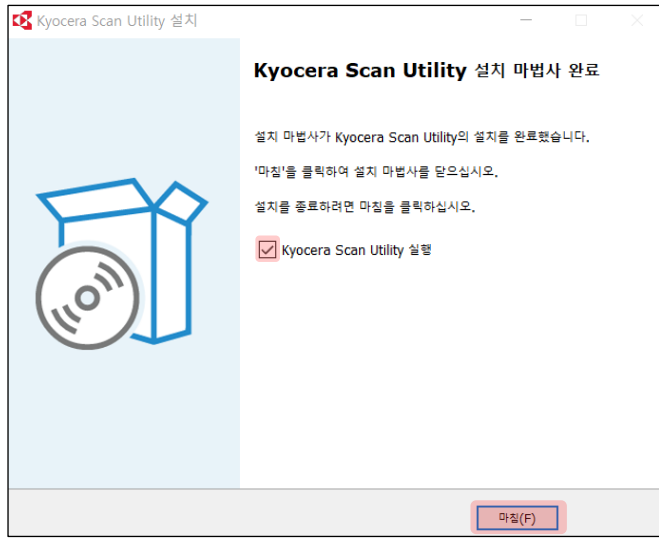 Kyocera Scan Utility 설치
Kyocera Scan Utility 설치 마법사 완료
설치 마법사가 Kyocera Scan Utility의 설치를 완료했습니다.
'마침'을 클릭하여 설치 마법사를 닫으십시오.
설치를 종료하려면 마침을 클릭하십시오.
Kyocera Scan Utility 실행
마침(F)